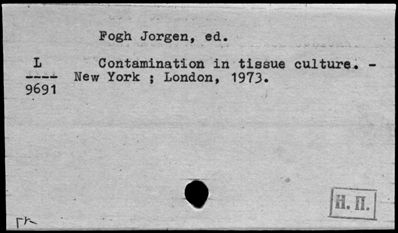 Fogh Jorgen, ed.
L Contamination in tissue culture. -
---- New York ; London, 1973.
9691
Н. П.